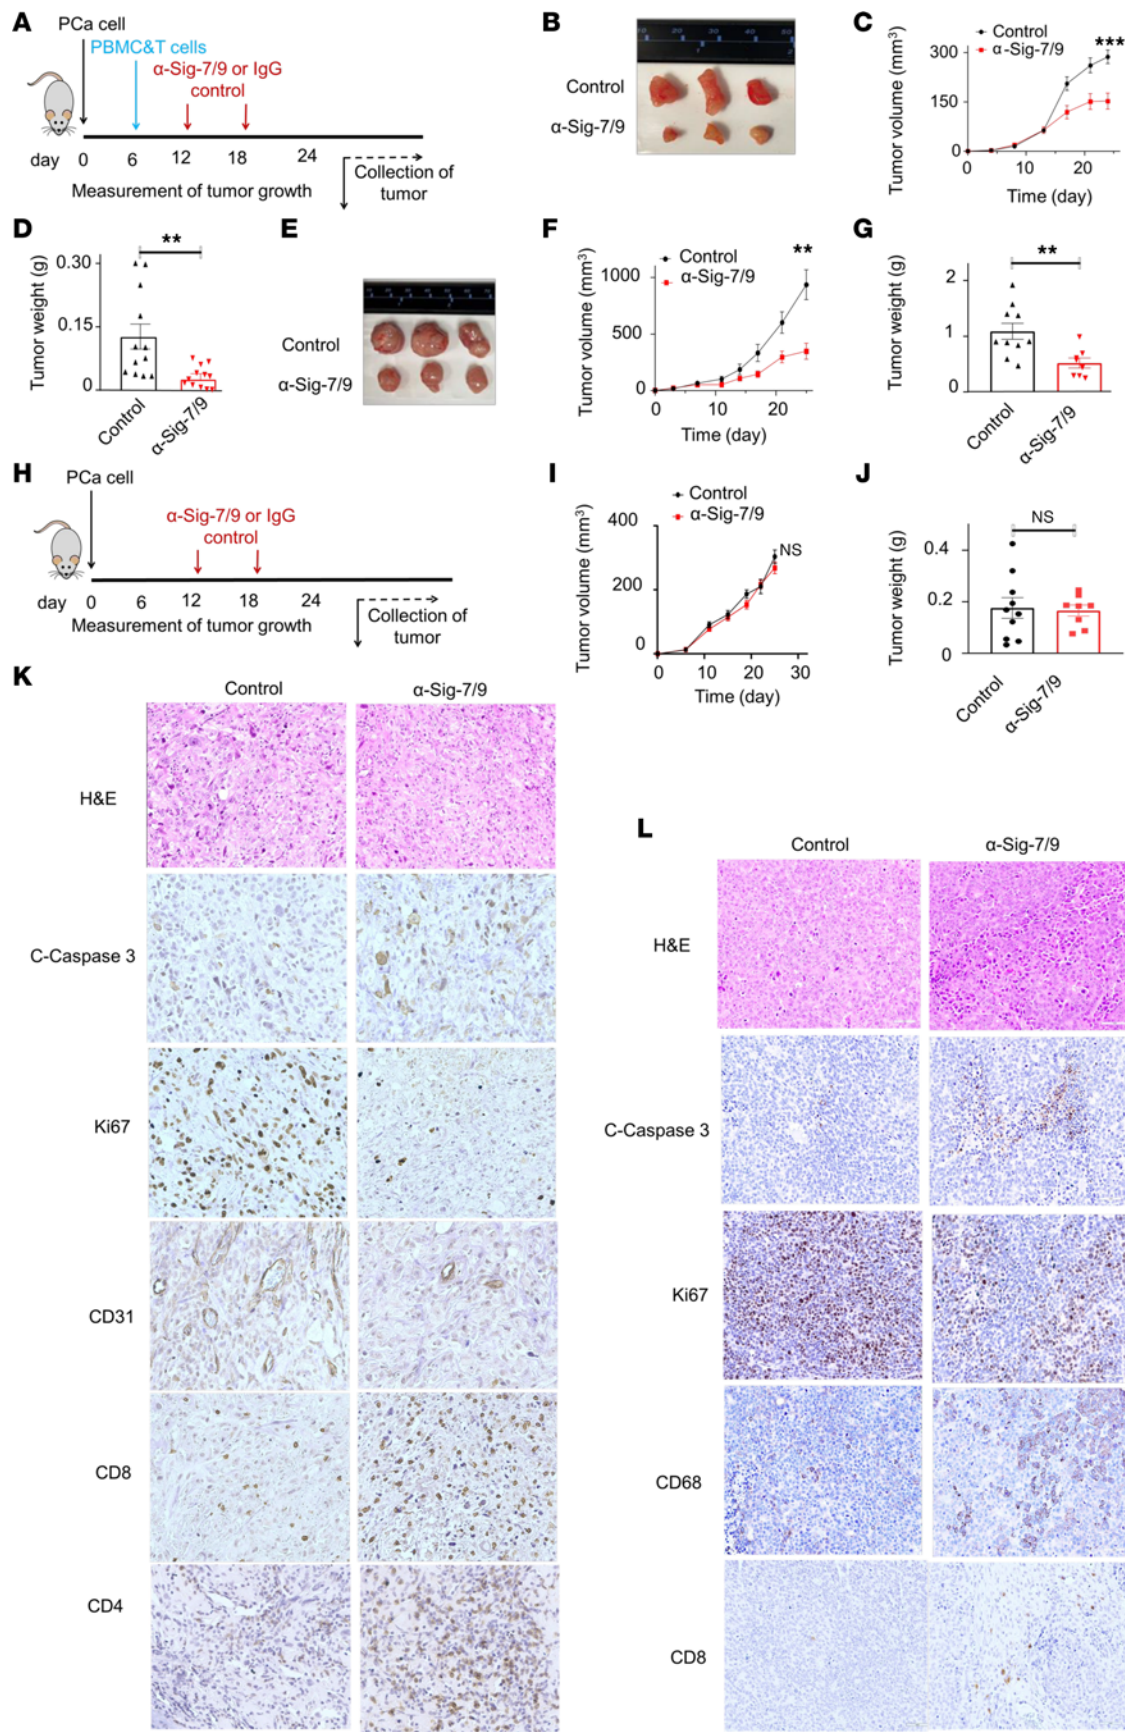 A
PCa cell
PBMC&T cells
α-Sig-7/9 or IgG
control
day 0 6 12 18 24
Measurement of tumor growth
Collection of
tumor
B
Control
α-Sig-7/9
C
Control
α-Sig-7/9
***
Tumor volume (mm³)
300
150
0
0 10 20
Time (day)
D
**
Tumor weight (g)
0.30
0.15
0
Control
α-Sig-7/9
E
Control
α-Sig-7/9
F
Control
α-Sig-7/9
**
Tumor volume (mm³)
1000
500
0
0 10 20
Time (day)
G
**
Tumor weight (g)
2
1
0
Control
α-Sig-7/9
H
PCa cell
α-Sig-7/9 or IgG
control
day 0 6 12 18 24
Measurement of tumor growth
Collection of
tumor
I
Control
α-Sig-7/9
NS
Tumor volume (mm³)
400
200
0
0 10 20 30
Time (day)
J
NS
Tumor weight (g)
0.4
0.2
0
Control
α-Sig-7/9
K
Control α-Sig-7/9
H&E
C-Caspase 3
Ki67
CD31
CD8
CD4
L
Control α-Sig-7/9
H&E
C-Caspase 3
Ki67
CD68
CD8